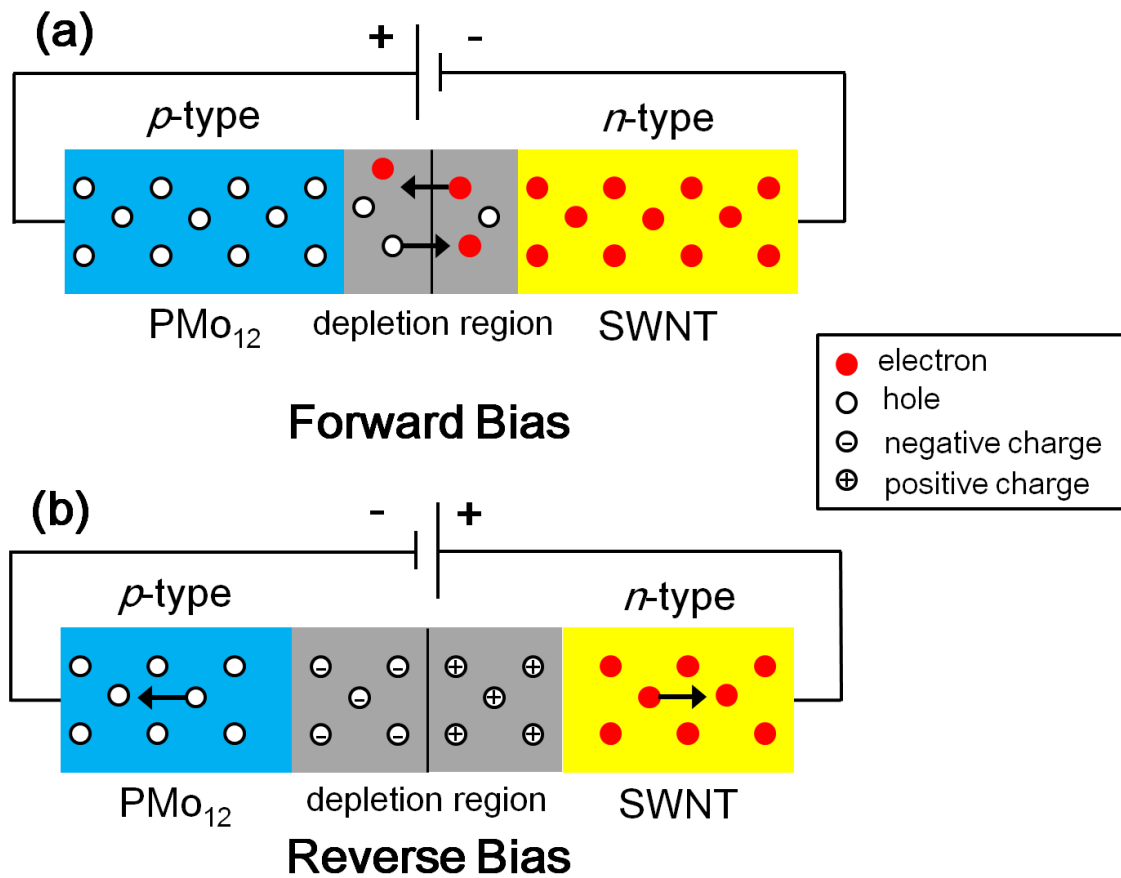 (a)
+ -
p-type
n-type
PMo₁₂
depletion region
SWNT
Forward Bias
electron
hole
- negative charge
+ positive charge
(b)
- +
p-type
n-type
- - + +
- +
- - + +
PMo₁₂
depletion region
SWNT
Reverse Bias